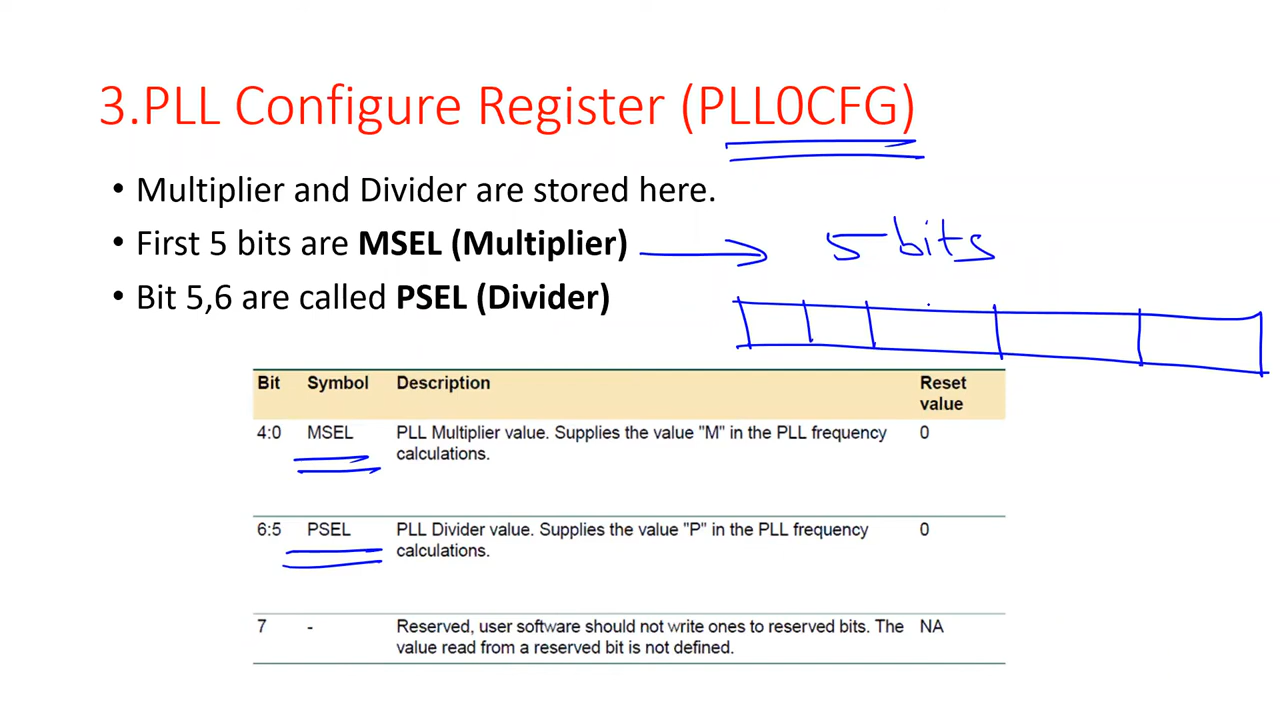 3.PLL Configure Register (PLL0CFG)
• Multiplier and Divider are stored here.
• First 5 bits are MSEL (Multiplier) 5 bits
• Bit 5,6 are called PSEL (Divider)
Bit Symbol Description Reset
value
4:0 MSEL PLL Multiplier value. Supplies the value "M" in the PLL frequency 0
calculations.
6:5 PSEL PLL Divider value. Supplies the value "P" in the PLL frequency 0
calculations.
7 - Reserved, user software should not write ones to reserved bits. The NA
value read from a reserved bit is not defined.